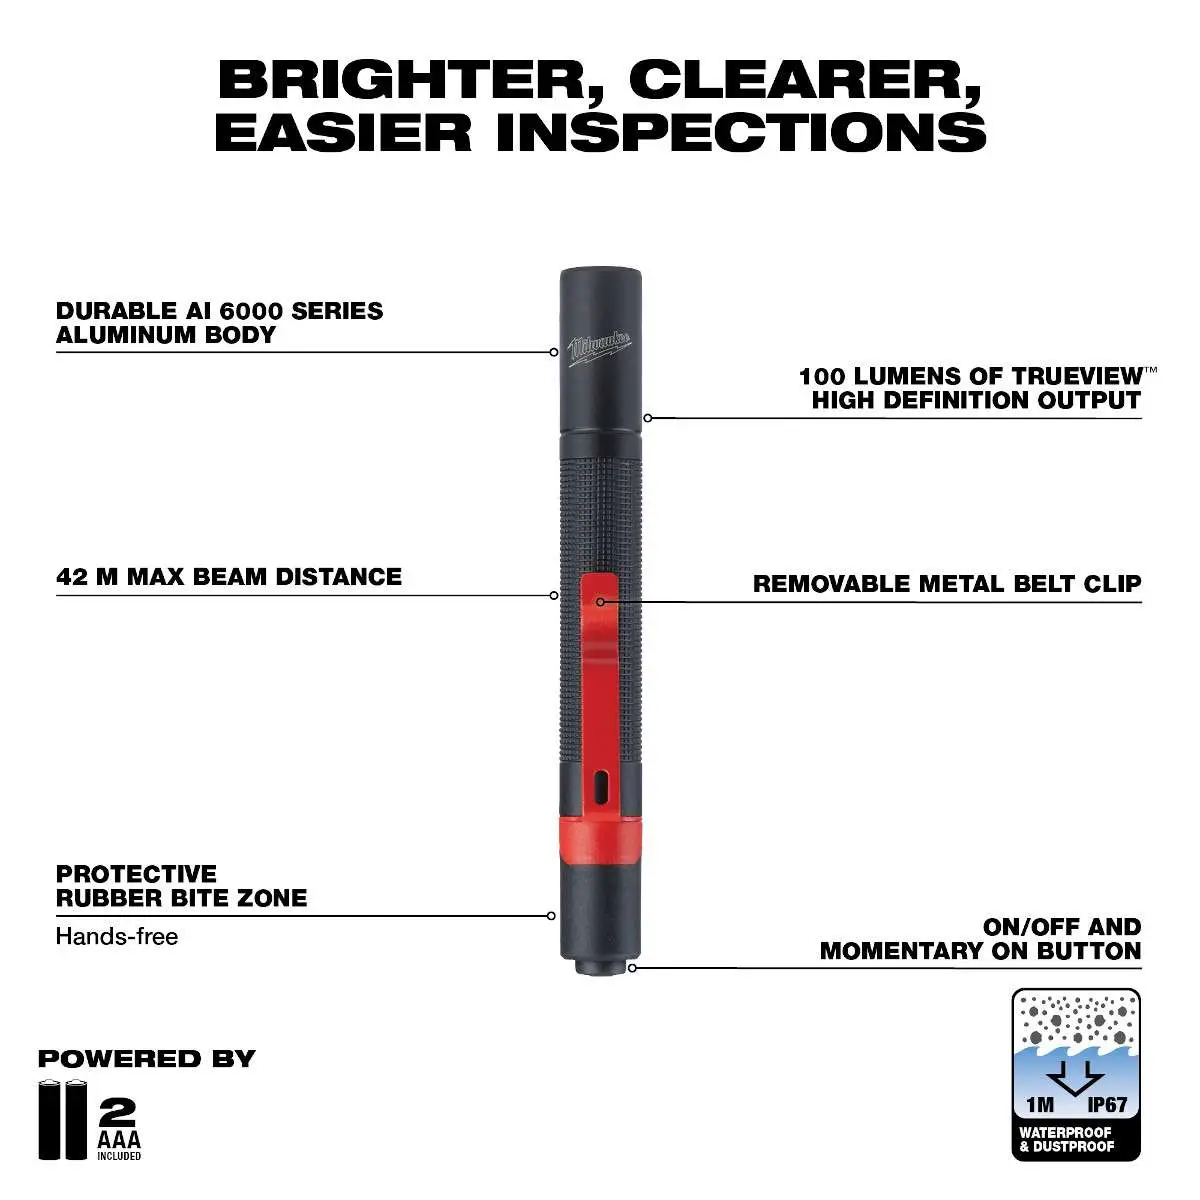 BRIGHTER, CLEARER,
EASIER INSPECTIONS
DURABLE Al 6000 SERIES
ALUMINUM BODY
Milwaukee
100 LUMENS OF TRUEVIEW™
HIGH DEFINITION OUTPUT
42 M MAX BEAM DISTANCE
REMOVABLE METAL BELT CLIP
PROTECTIVE
RUBBER BITE ZONE
Hands-free
ON/OFF AND
MOMENTARY ON BUTTON
POWERED BY
2
AAA
INCLUDED
1M IP67
WATERPROOF
& DUSTPROOF